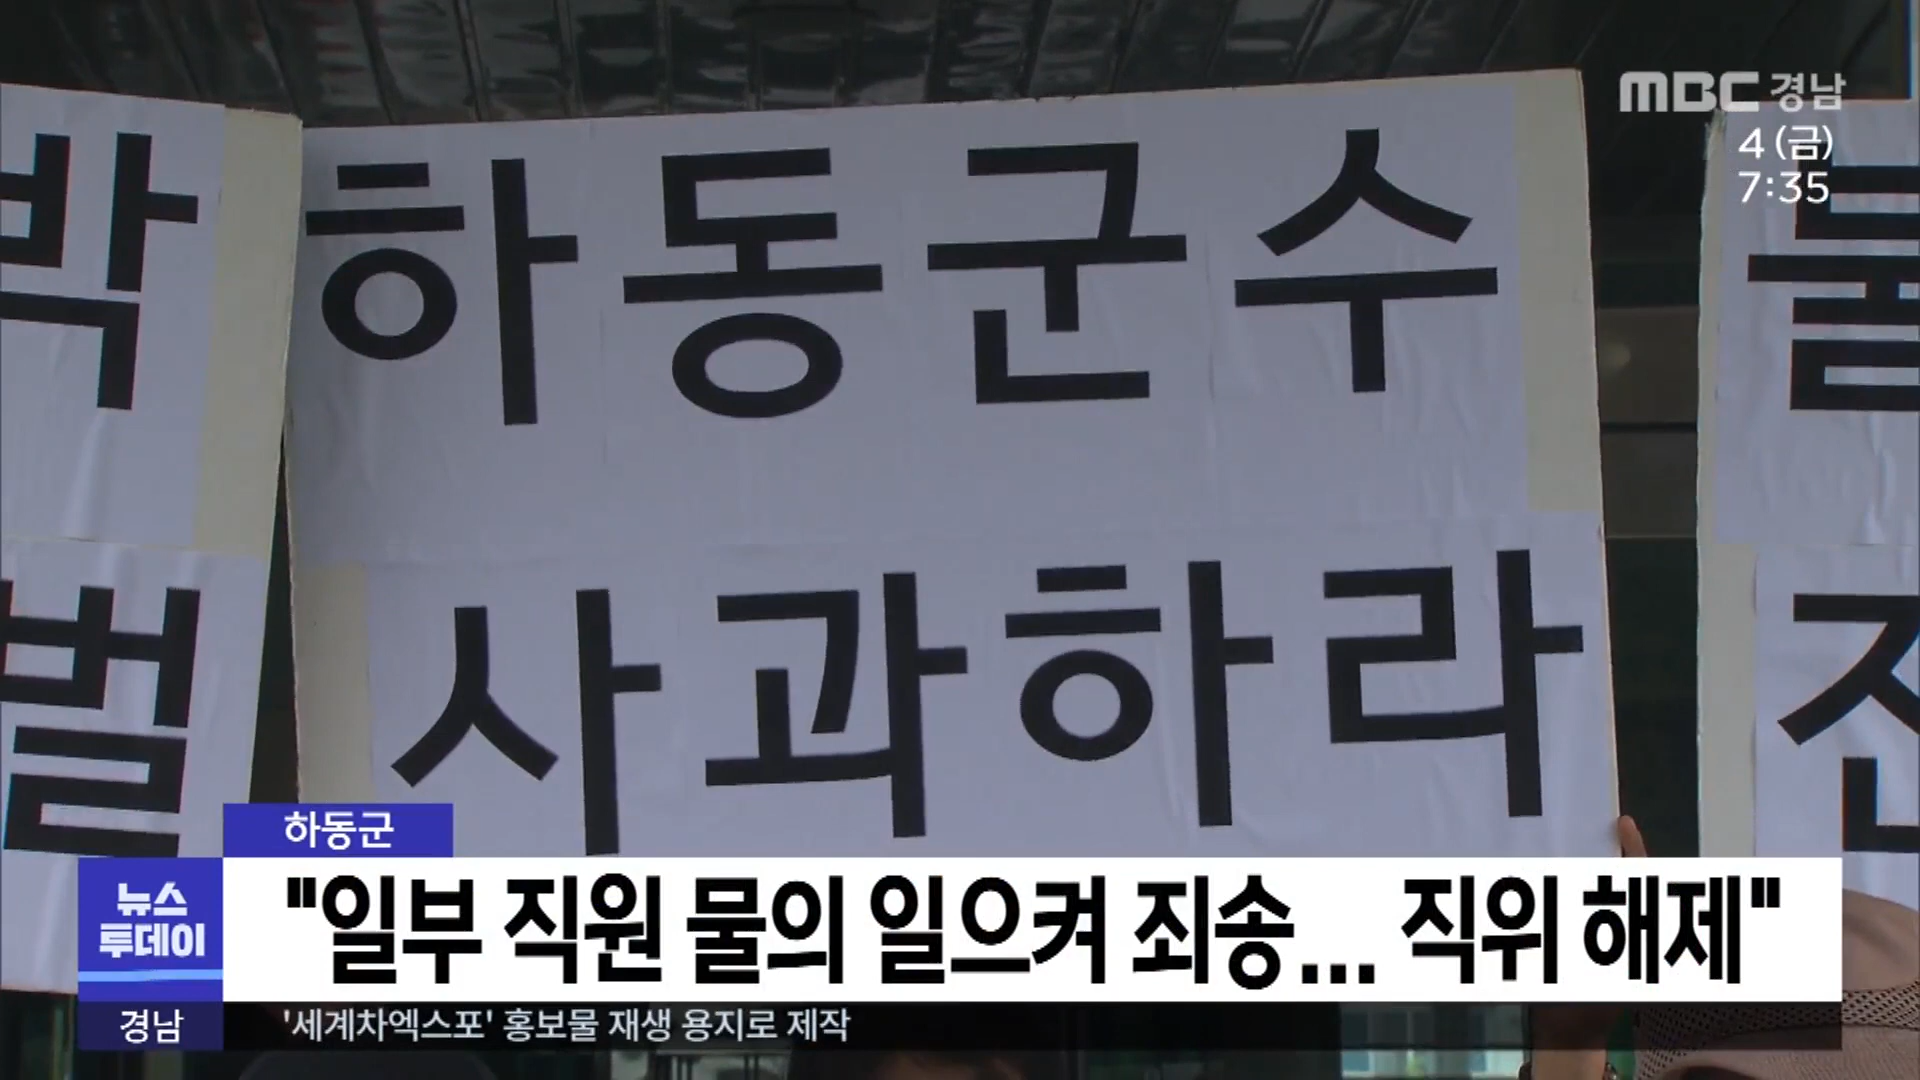 MBC 경남
4 (금)
7:35
박
벌
하동군수
사과하라
하동군
뉴스
투데이
"일부 직원 물의 일으켜 죄송... 직위 해제"
경남
'세계차엑스포' 홍보물 재생 용지로 제작